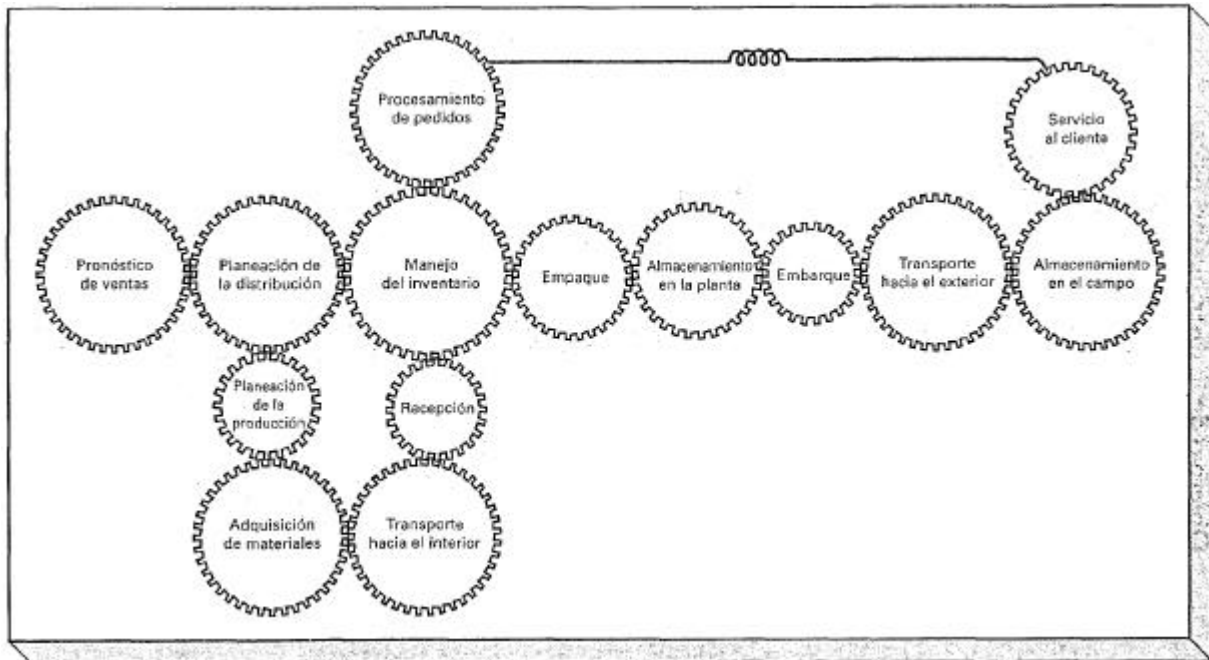 Procesamiento
de pedidos
Servicio
al cliente
Pronóstico
de ventas
Planeación de
la distribución
Manejo
del inventario
Empaque
Almacenamiento
en la planta
Embarque
Transporte
hacia el exterior
Almacenamiento
en el campo
Planeación
de la
producción
Recepción
Adquisición
de materiales
Transporte
hacia el interior